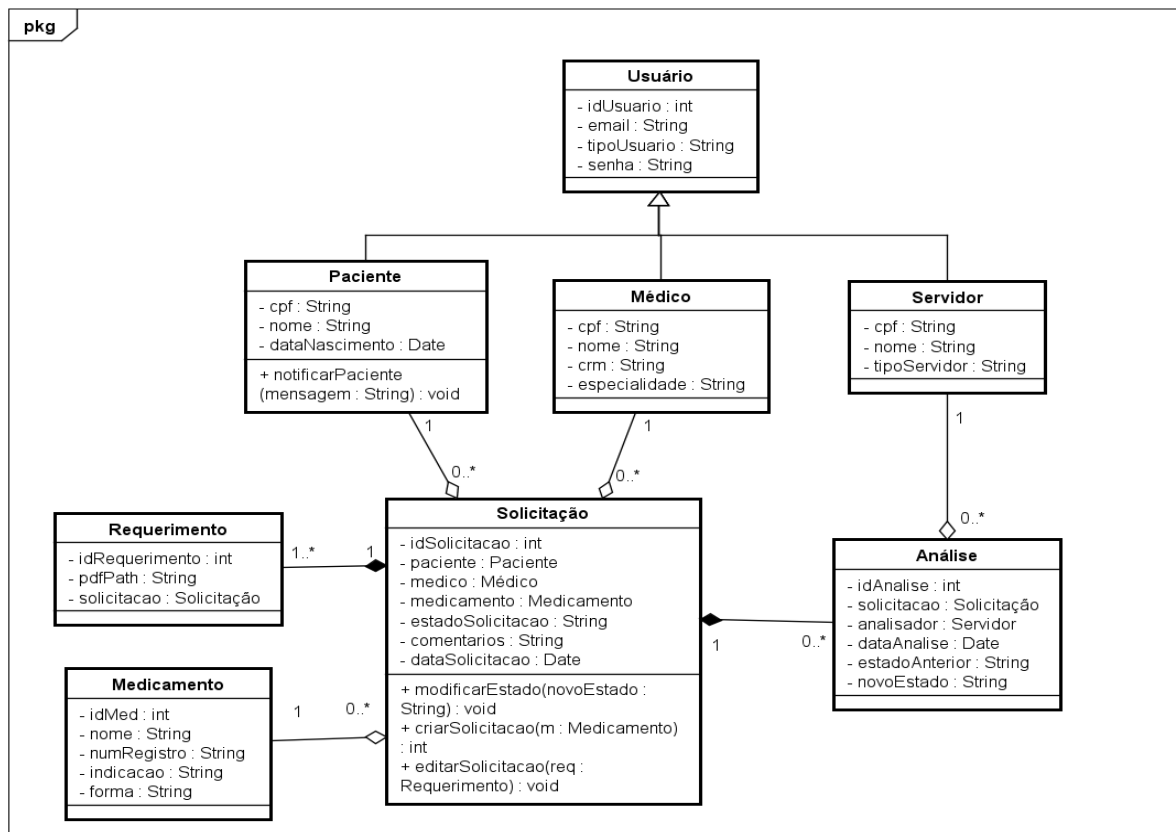 pkg
Usuário
- idUsuario : int
- email : String
- tipoUsuario : String
- senha : String
Paciente
- cpf : String
- nome : String
- dataNascimento : Date
+ notificarPaciente
(mensagem : String) : void
Médico
- cpf : String
- nome : String
- crm : String
- especialidade : String
Servidor
- cpf : String
- nome : String
- tipoServidor : String
1
0..*
1
0..*
1
0..*
Requerimento
- idRequerimento : int
- pdfPath : String
- solicitacao : Solicitação
1..*
1
Solicitação
- idSolicitacao : int
- paciente : Paciente
- medico : Médico
- medicamento : Medicamento
- estadoSolicitacao : String
- comentarios : String
- dataSolicitacao : Date
+ modificarEstado(novoEstado :
String) : void
+ criarSolicitacao(m : Medicamento)
: int
+ editarSolicitacao(req :
Requerimento) : void
1
0..*
Análise
- idAnalise : int
- solicitacao : Solicitação
- analisador : Servidor
- dataAnalise : Date
- estadoAnterior : String
- novoEstado : String
Medicamento
- idMed : int
- nome : String
- numRegistro : String
- indicacao : String
- forma : String
1
0..*